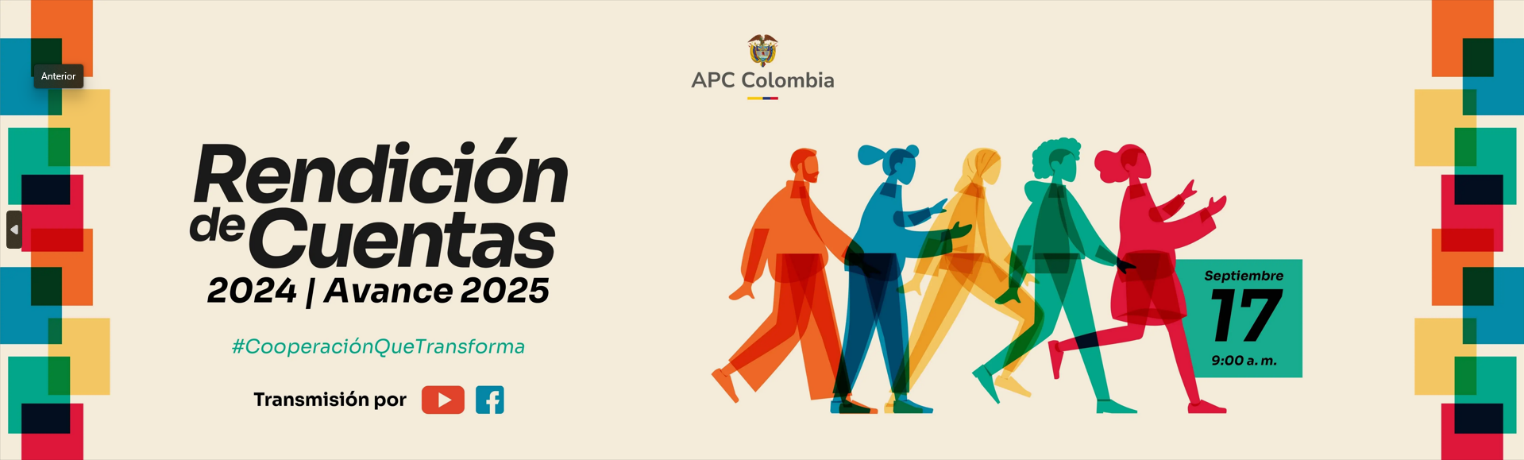 Anterior
APC Colombia
Rendición
de Cuentas
2024 | Avance 2025
#CooperaciónQueTransforma
Transmisión por
Septiembre
17
9:00 a. m.